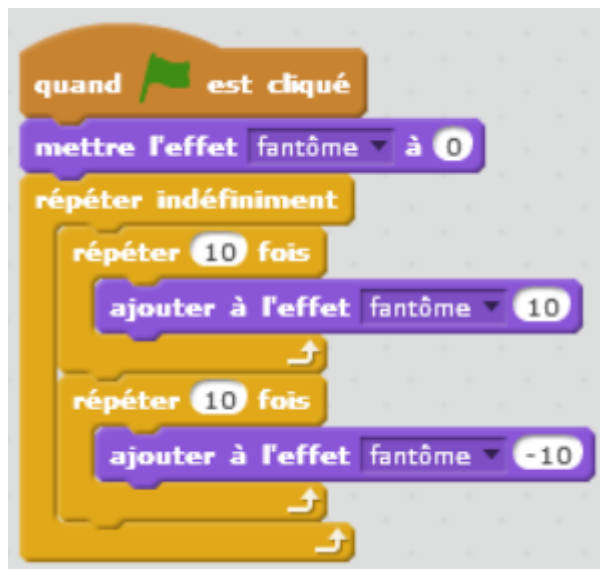 quand est cliqué
mettre l'effet fantôme à 0
répéter indéfiniment
répéter 10 fois
ajouter à l'effet fantôme 10
répéter 10 fois
ajouter à l'effet fantôme -10